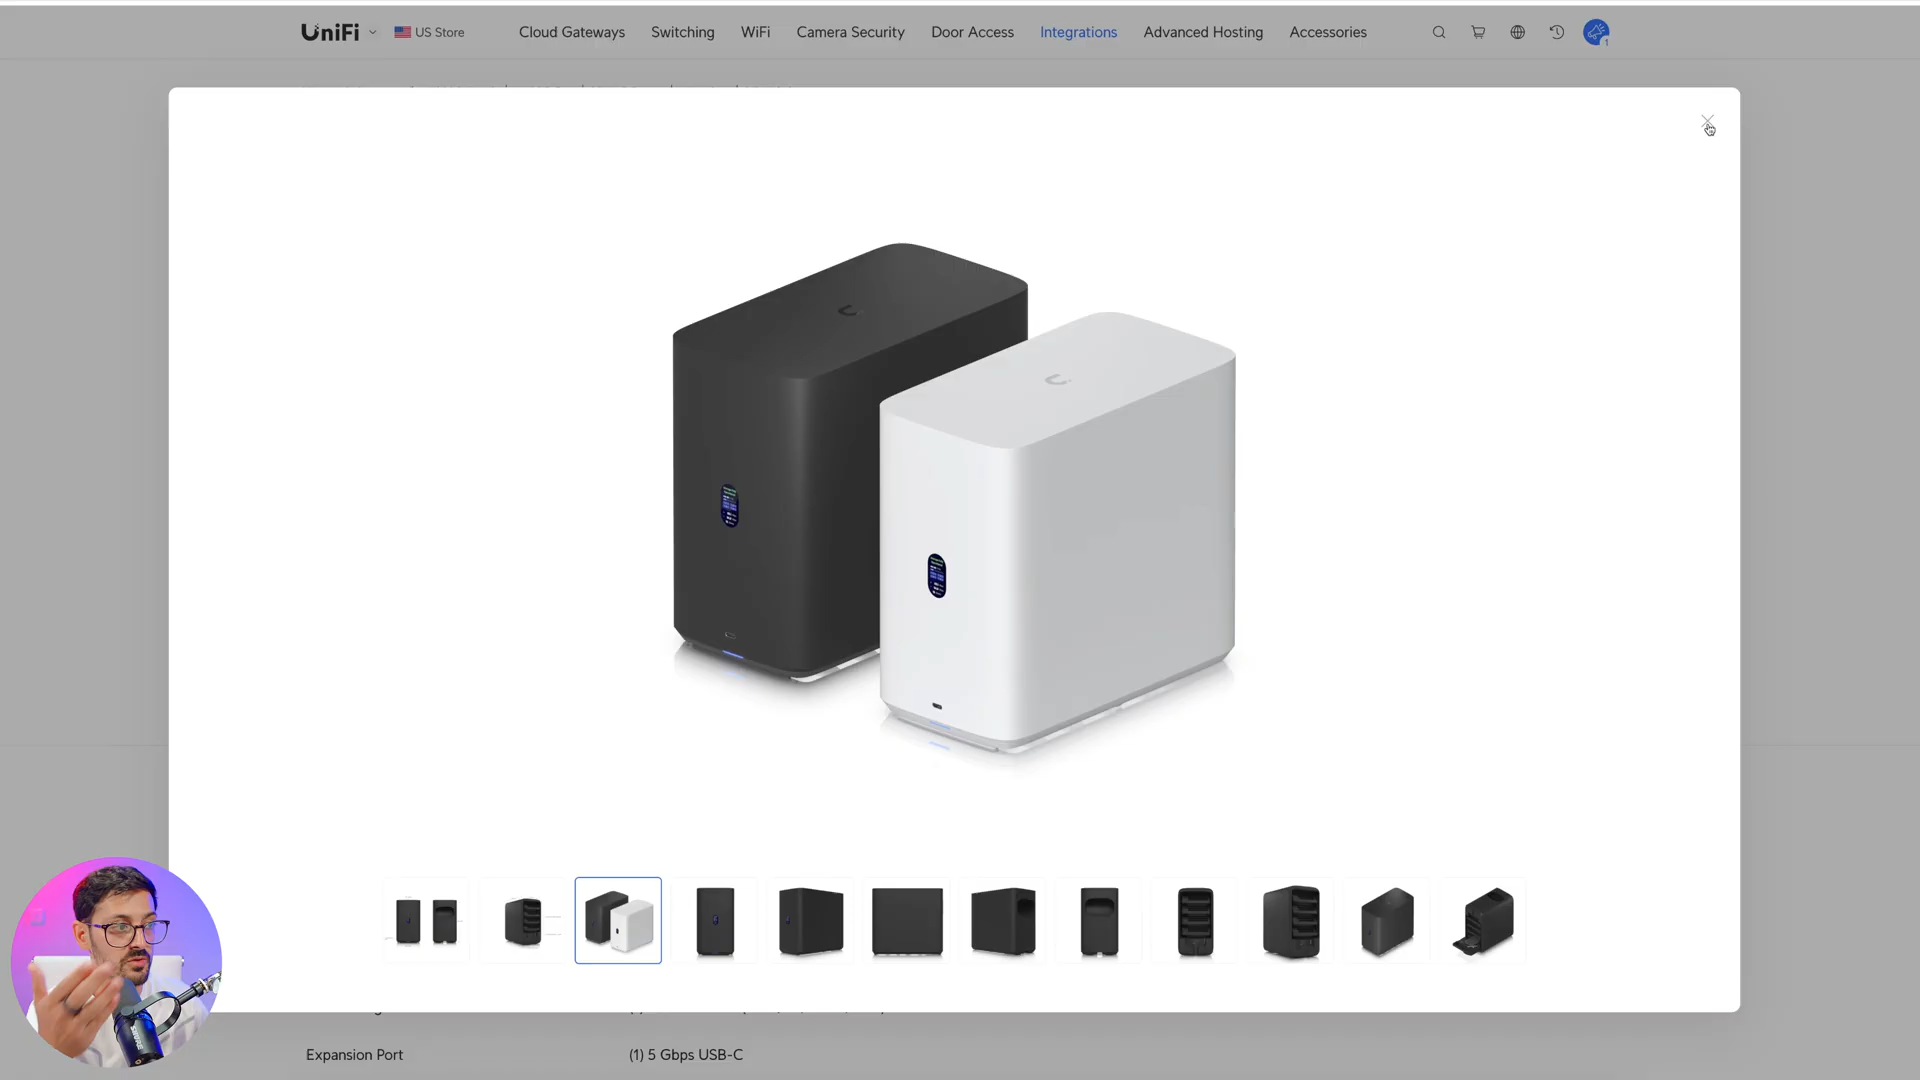 UniFi
US Store
Cloud Gateways
Switching
WiFi
Camera Security
Door Access
Integrations
Advanced Hosting
Accessories
1
Expansion Port
(1) 5 Gbps USB-C